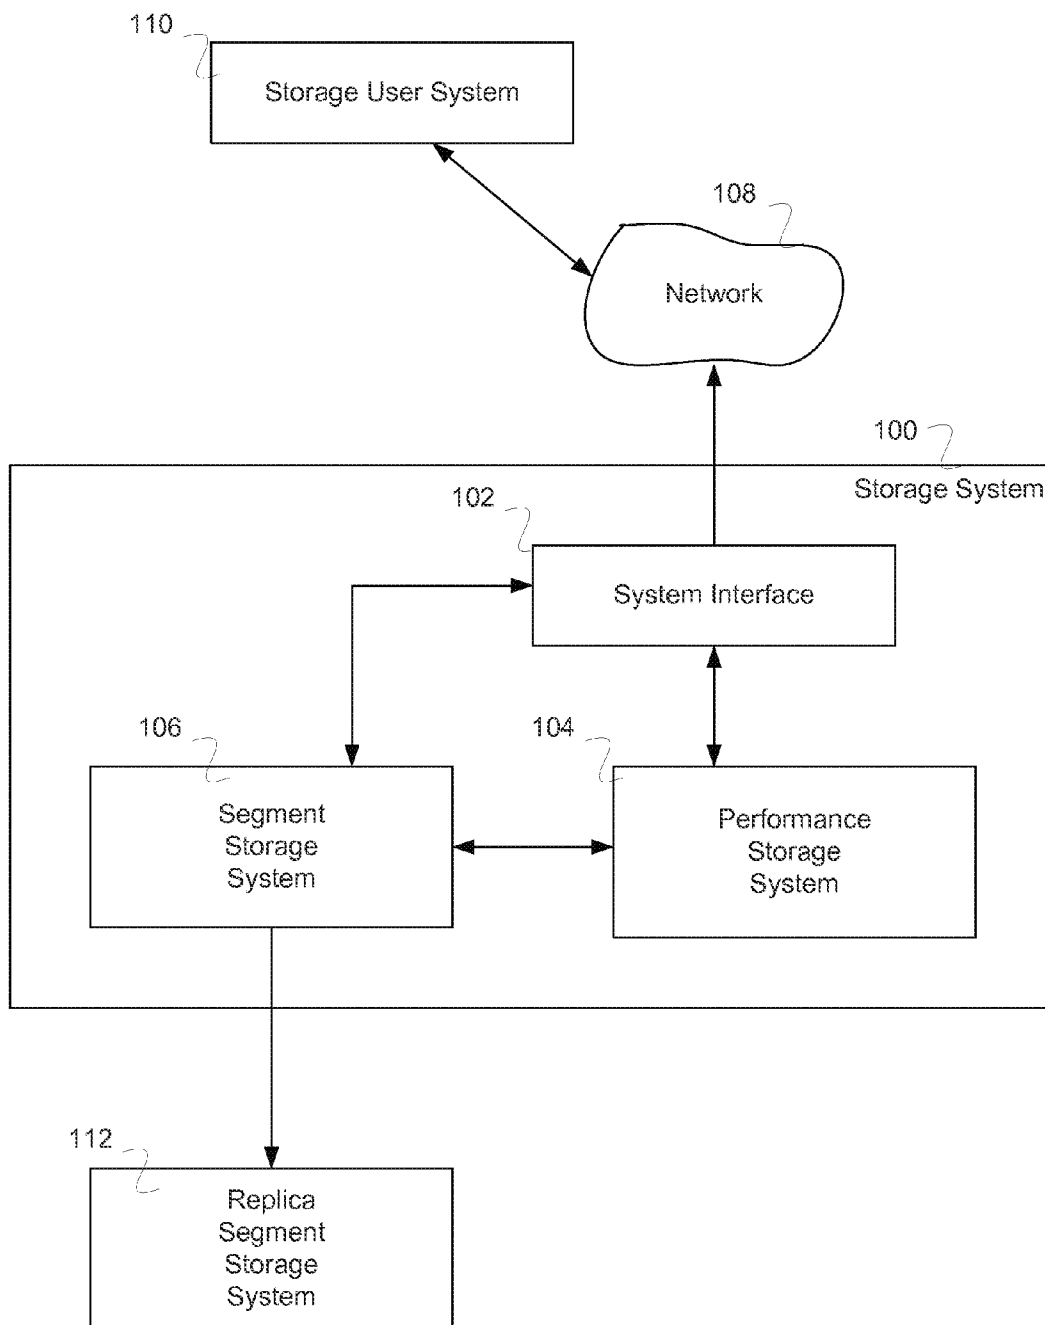 110
Storage User System
108
Network
100
Storage System
102
System Interface
106
Segment
Storage
System
104
Performance
Storage
System
112
Replica
Segment
Storage
System